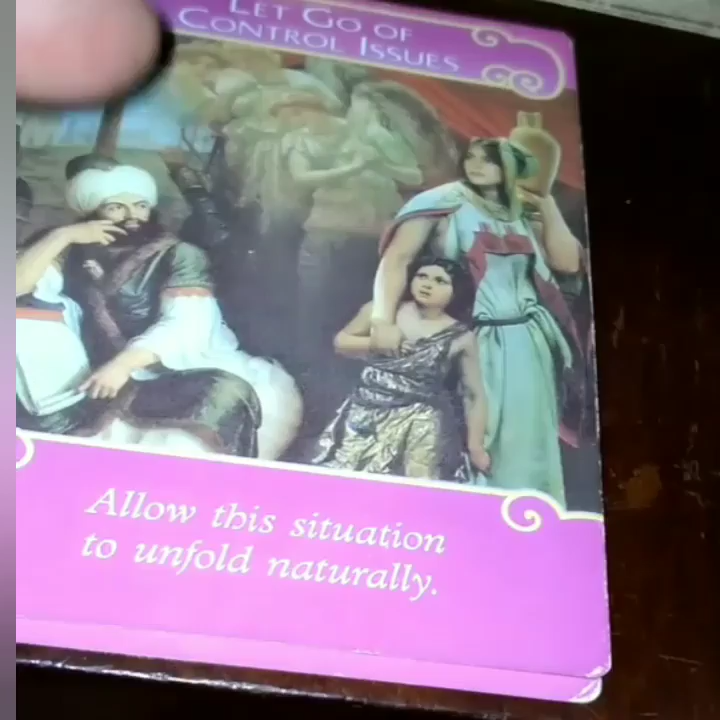 LET GO OF
CONTROL ISSUES
Allow this situation
to unfold naturally.